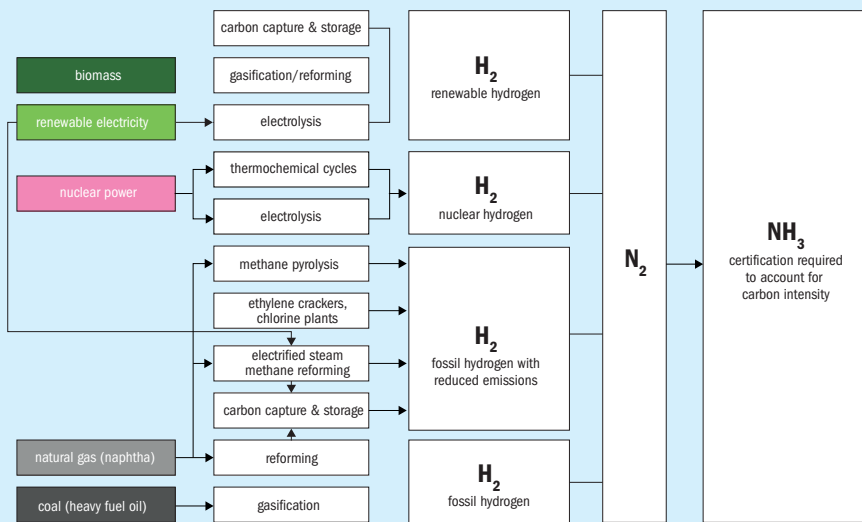 carbon capture & storage
biomass
gasification/reforming
renewable electricity
electrolysis
H₂
renewable hydrogen
nuclear power
thermochemical cycles
electrolysis
H₂
nuclear hydrogen
methane pyrolysis
ethylene crackers,
chlorine plants
electrified steam
methane reforming
carbon capture & storage
H₂
fossil hydrogen with
reduced emissions
natural gas (naphtha)
reforming
coal (heavy fuel oil)
gasification
H₂
fossil hydrogen
N₂
NH₃
certification required
to account for
carbon intensity